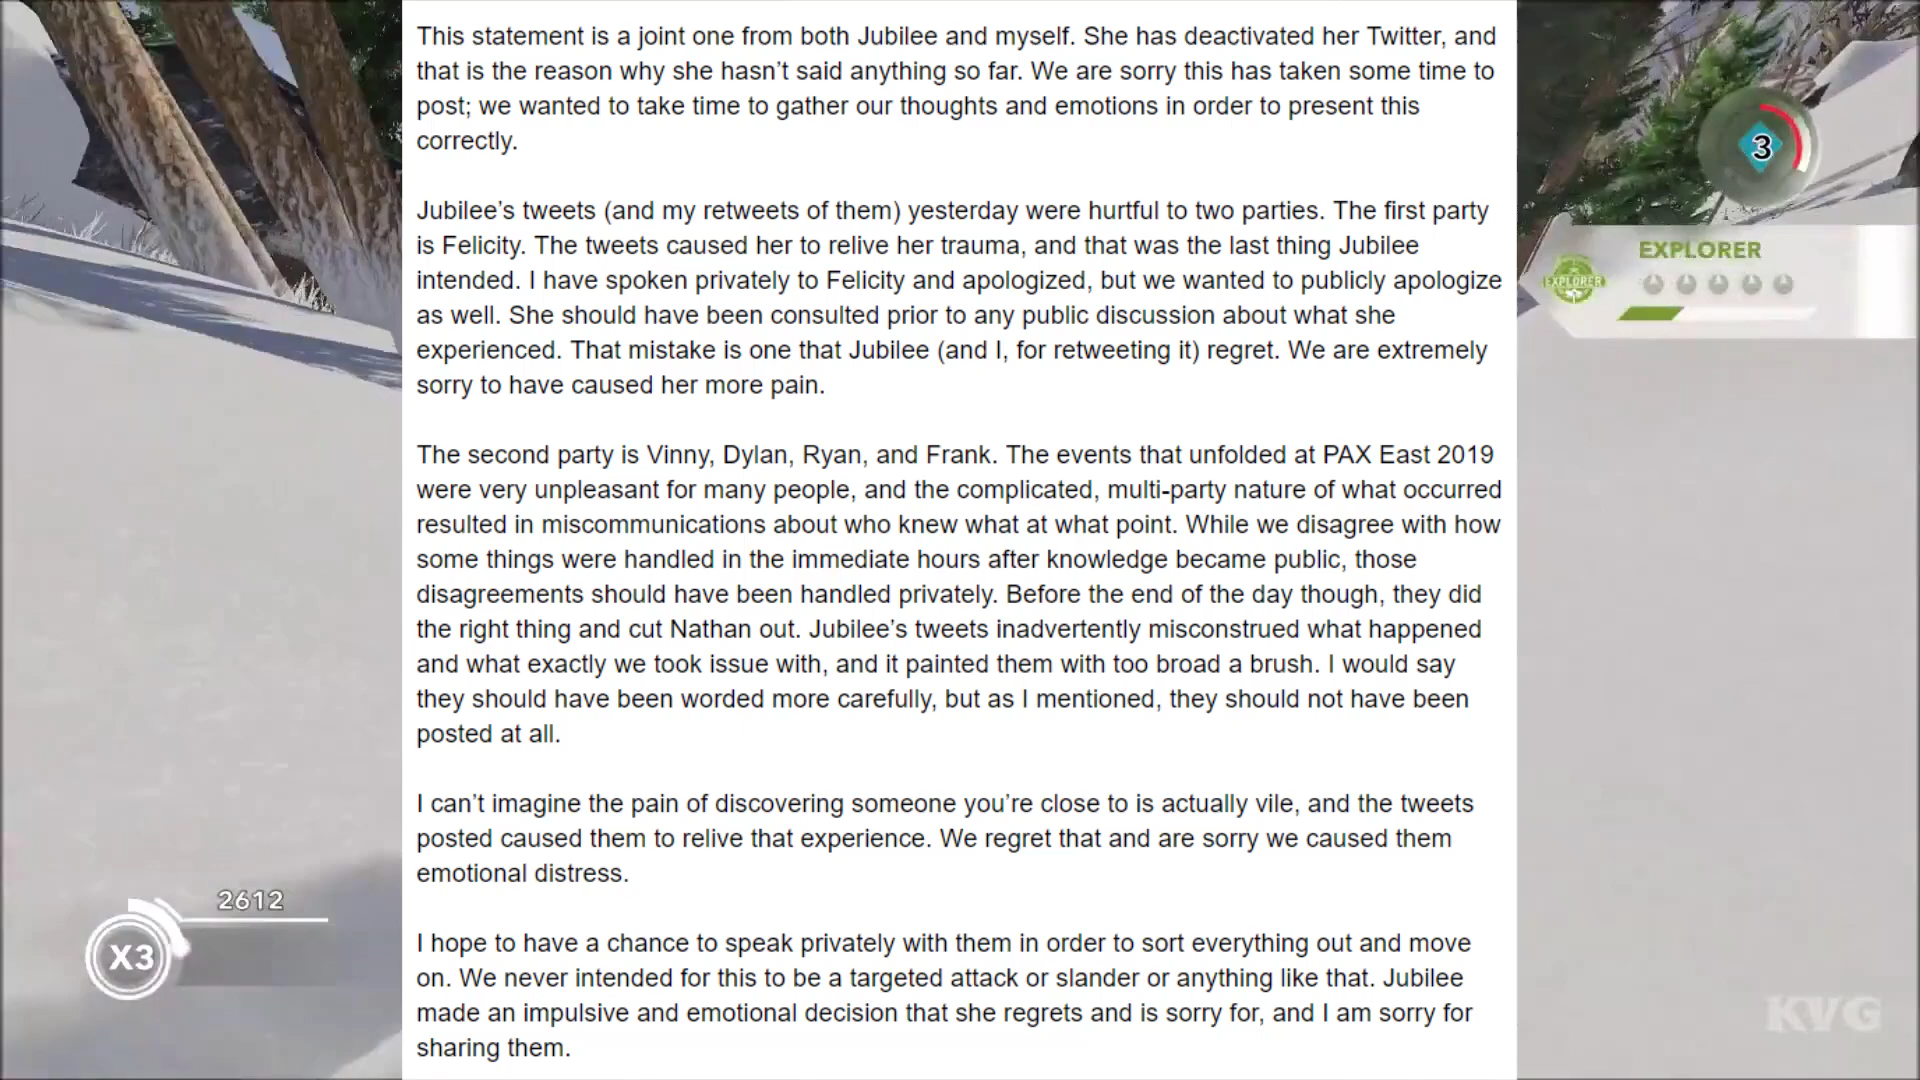 This statement is a joint one from both Jubilee and myself. She has deactivated her Twitter, and
that is the reason why she hasn’t said anything so far. We are sorry this has taken some time to
post; we wanted to take time to gather our thoughts and emotions in order to present this
correctly.
Jubilee’s tweets (and my retweets of them) yesterday were hurtful to two parties. The first party
is Felicity. The tweets caused her to relive her trauma, and that was the last thing Jubilee
intended. I have spoken privately to Felicity and apologized, but we wanted to publicly apologize
as well. She should have been consulted prior to any public discussion about what she
experienced. That mistake is one that Jubilee (and I, for retweeting it) regret. We are extremely
sorry to have caused her more pain.
The second party is Vinny, Dylan, Ryan, and Frank. The events that unfolded at PAX East 2019
were very unpleasant for many people, and the complicated, multi-party nature of what occurred
resulted in miscommunications about who knew what at what point. While we disagree with how
some things were handled in the immediate hours after knowledge became public, those
disagreements should have been handled privately. Before the end of the day though, they did
the right thing and cut Nathan out. Jubilee’s tweets inadvertently misconstrued what happened
and what exactly we took issue with, and it painted them with too broad a brush. I would say
they should have been worded more carefully, but as I mentioned, they should not have been
posted at all.
I can’t imagine the pain of discovering someone you’re close to is actually vile, and the tweets
posted caused them to relive that experience. We regret that and are sorry we caused them
emotional distress.
I hope to have a chance to speak privately with them in order to sort everything out and move
on. We never intended for this to be a targeted attack or slander or anything like that. Jubilee
made an impulsive and emotional decision that she regrets and is sorry for, and I am sorry for
sharing them.
3
EXPLORER
EXPLORER
2612
X3
KVG